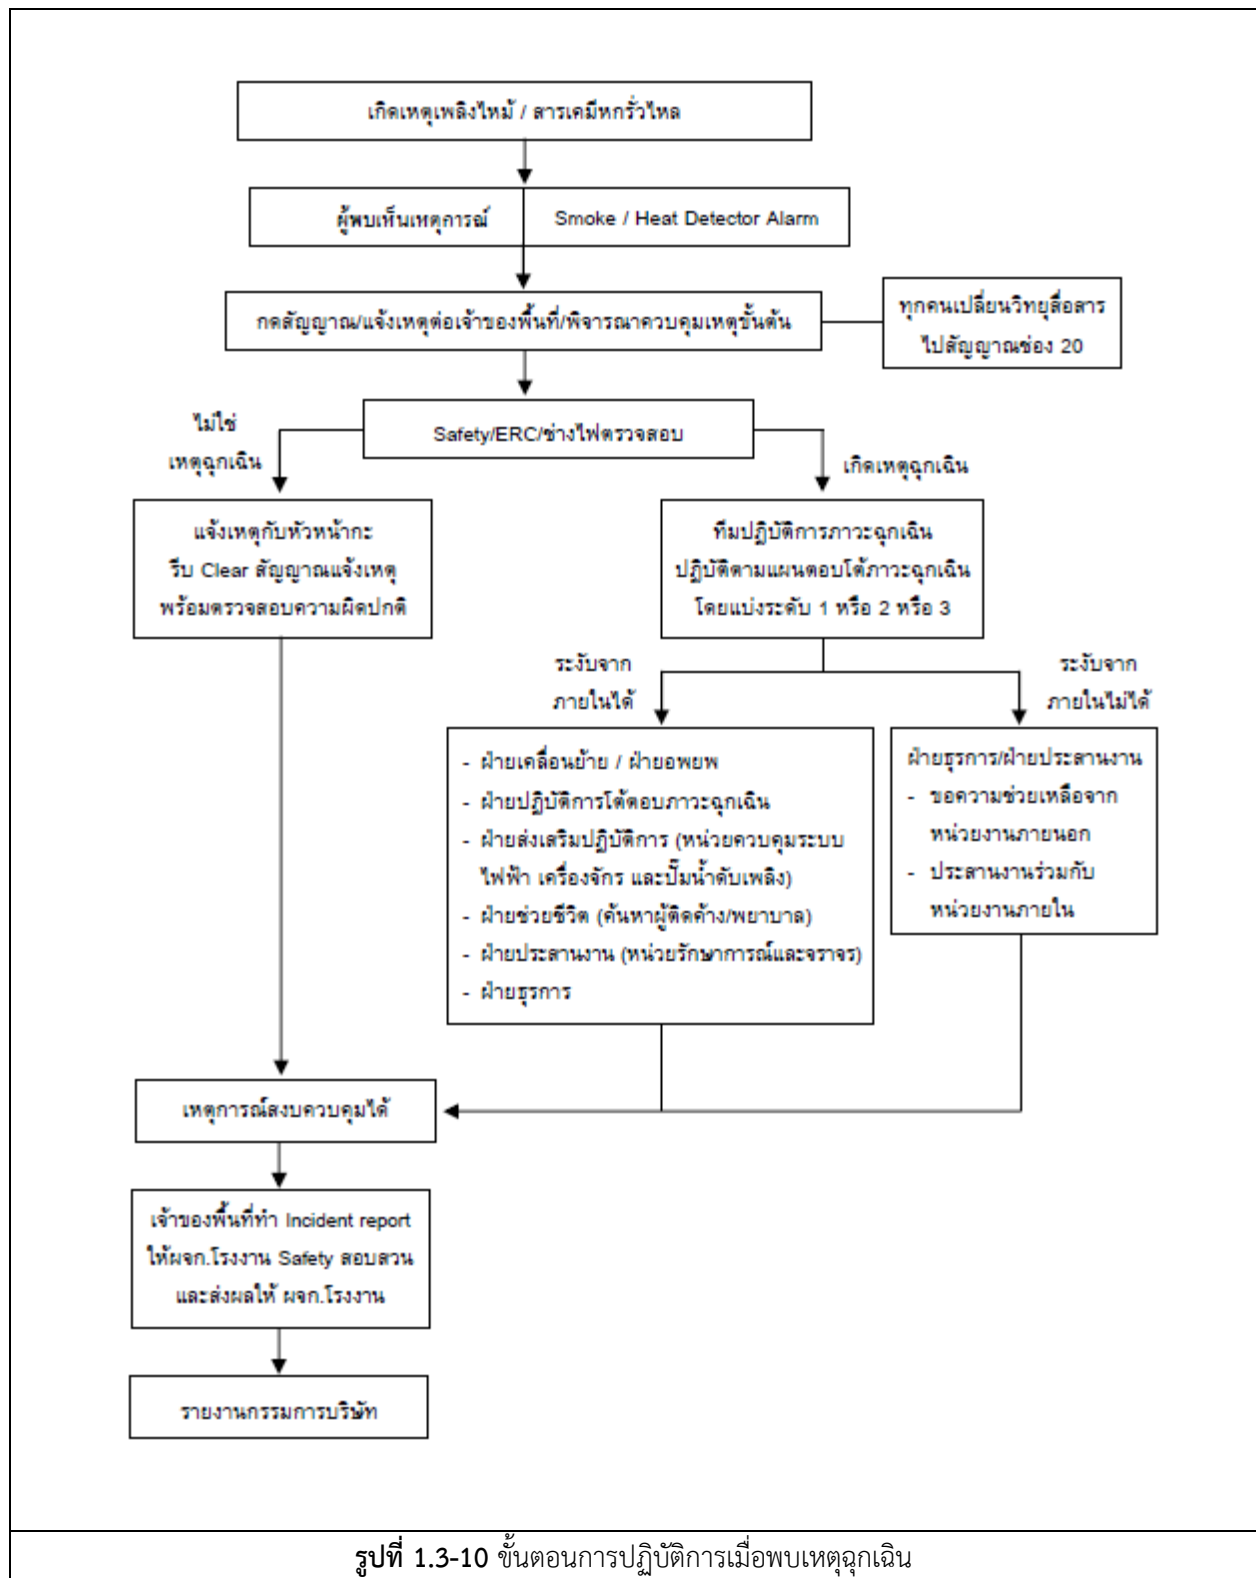 เกิดเหตุเพลิงไหม้ / สารเคมีหกรั่วไหล
ผู้พบเห็นเหตุการณ์
Smoke / Heat Detector Alarm
กดสัญญาณ/แจ้งเหตุต่อเจ้าของพื้นที่/พิจารณาควบคุมเหตุขั้นต้น
ทุกคนเปลี่ยนวิทยุสื่อสาร
ไปสัญญาณช่อง 20
Safety/ERC/ช่างไฟตรวจสอบ
ไม่ใช่
เหตุฉุกเฉิน
เกิดเหตุฉุกเฉิน
แจ้งเหตุกับหัวหน้ากะ
รีบ Clear สัญญาณแจ้งเหตุ
พร้อมตรวจสอบความผิดปกติ
ทีมปฏิบัติการภาวะฉุกเฉิน
ปฏิบัติตามแผนตอบโต้ภาวะฉุกเฉิน
โดยแบ่งระดับ 1 หรือ 2 หรือ 3
ระงับจาก
ภายในได้
ระงับจาก
ภายในไม่ได้
- ฝ่ายเคลื่อนย้าย / ฝ่ายอพยพ
- ฝ่ายปฏิบัติการโต้ตอบภาวะฉุกเฉิน
- ฝ่ายส่งเสริมปฏิบัติการ (หน่วยควบคุมระบบ
ไฟฟ้า เครื่องจักร และปั๊มน้ำดับเพลิง)
- ฝ่ายช่วยชีวิต (ค้นหาผู้ติดค้าง/พยาบาล)
- ฝ่ายประสานงาน (หน่วยรักษาการณ์และจราจร)
- ฝ่ายธุรการ
ฝ่ายธุรการ/ฝ่ายประสานงาน
- ขอความช่วยเหลือจาก
หน่วยงานภายนอก
- ประสานงานร่วมกับ
หน่วยงานภายใน
เหตุการณ์สงบควบคุมได้
เจ้าของพื้นที่ทำ Incident report
ให้ผจก.โรงงาน Safety สอบสวน
และส่งผลให้ ผจก.โรงงาน
รายงานกรรมการบริษัท
รูปที่ 1.3-10 ขั้นตอนการปฏิบัติการเมื่อพบเหตุฉุกเฉิน